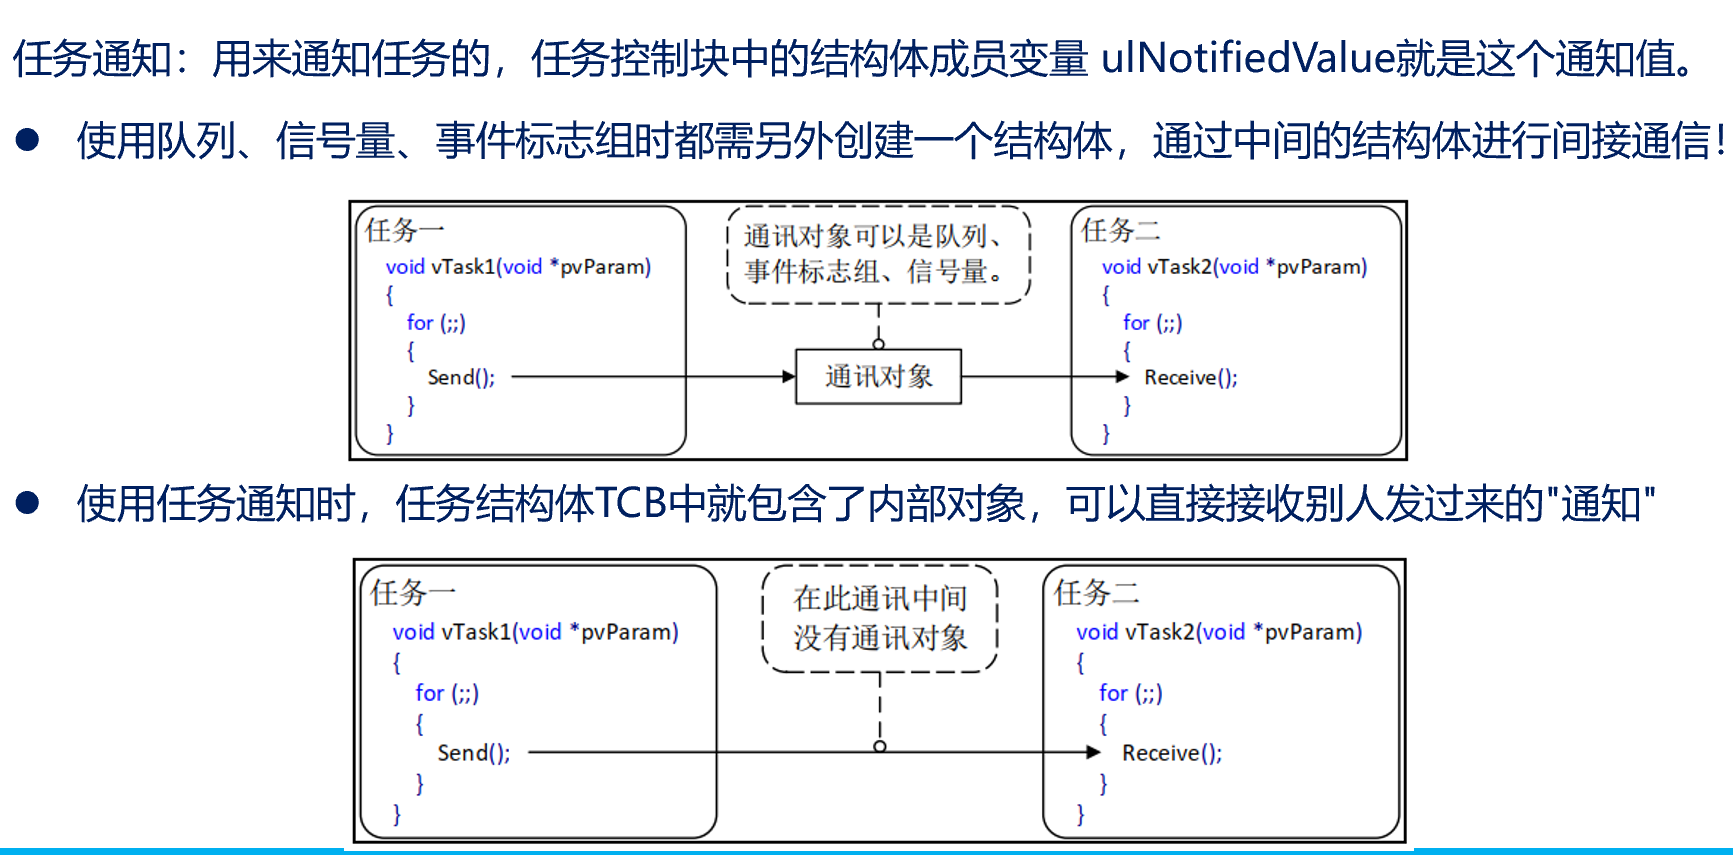 任务通知：用来通知任务的，任务控制块中的结构体成员变量 ulNotifiedValue就是这个通知值。
● 使用队列、信号量、事件标志组时都需另外创建一个结构体，通过中间的结构体进行间接通信！
任务一
void vTask1(void *pvParam)
{
for (;;)
{
Send();
}
}
通讯对象可以是队列、
事件标志组、信号量。
通讯对象
任务二
void vTask2(void *pvParam)
{
for (;;)
{
Receive();
}
}
● 使用任务通知时，任务结构体TCB中就包含了内部对象，可以直接接收别人发过来的"通知"
任务一
void vTask1(void *pvParam)
{
for (;;)
{
Send();
}
}
在此通讯中间
没有通讯对象
任务二
void vTask2(void *pvParam)
{
for (;;)
{
Receive();
}
}